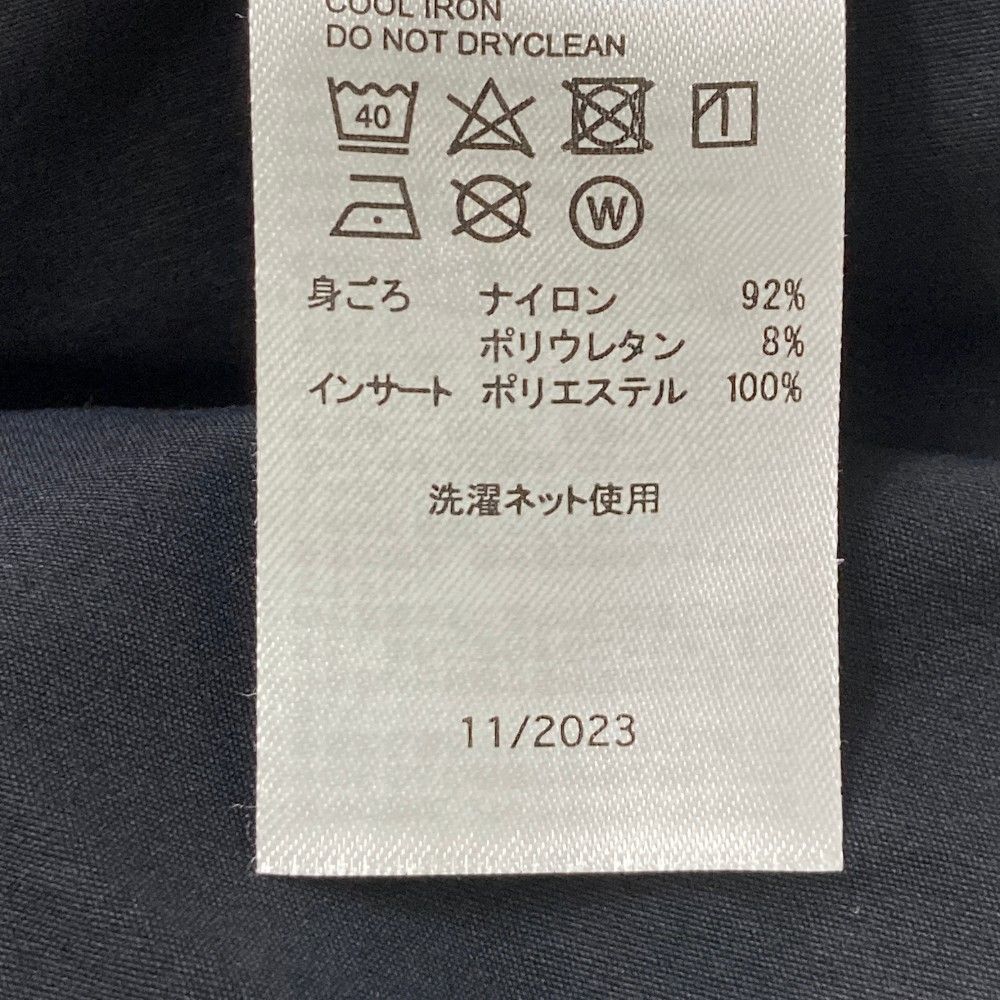 COOL IRON
DO NOT DRYCLEAN
40
W
身ごろ ナイロン 92%
ポリウレタン 8%
インサート ポリエステル 100%
洗濯ネット使用
11/2023